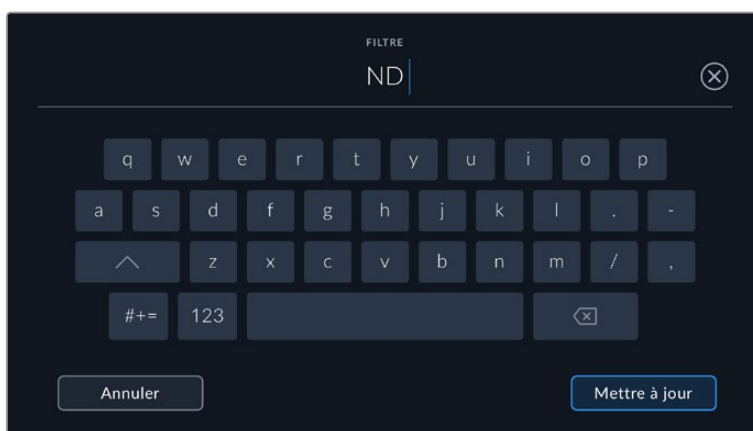 FILTRE
ND
q w e r t y u i o p
a s d f g h j k l . -
z x c v b n m / ,
#+= 123
Annuler Mettre à jour